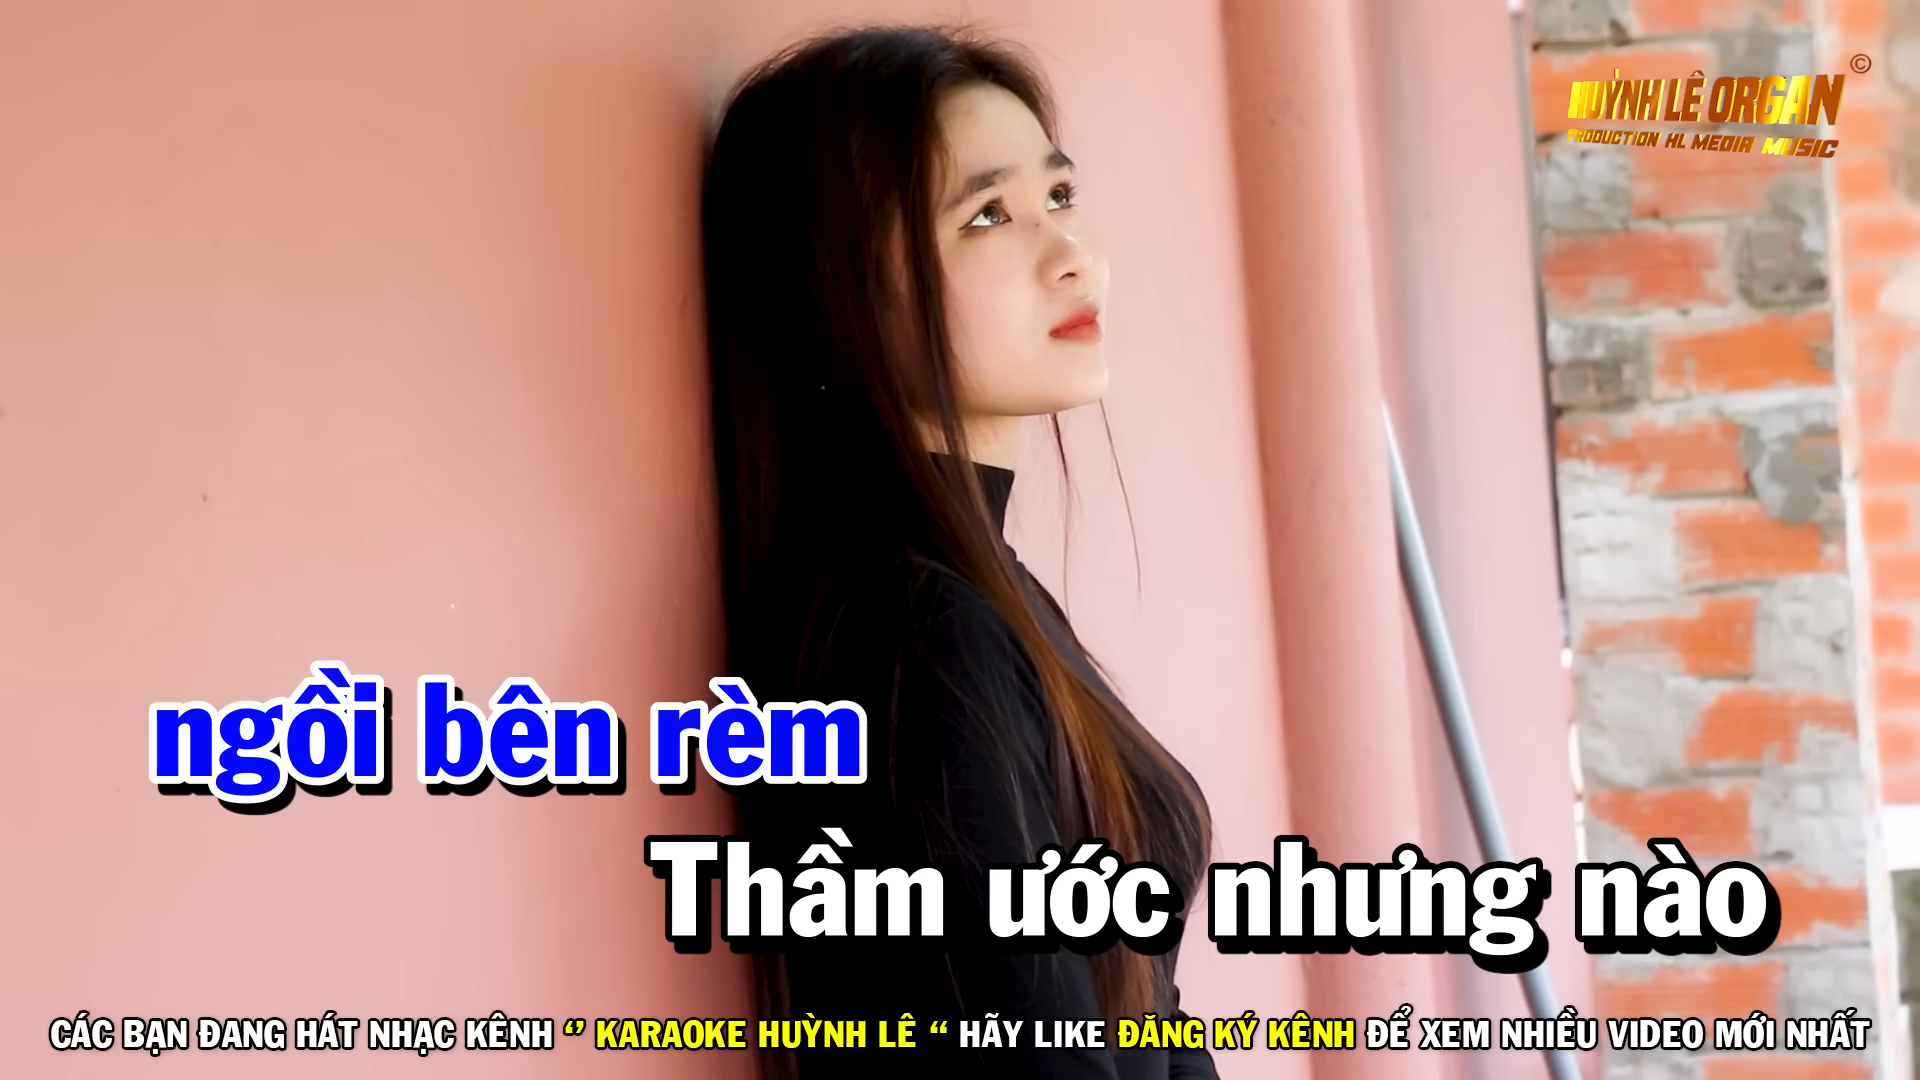 ©
HUỲNH LÊ ORGAN
PRODUCTION HL MEDIA MUSIC
ngồi bên rèm
Thầm ước nhưng nào
CÁC BẠN ĐANG HÁT NHẠC KÊNH “ KARAOKE HUỲNH LÊ “ HÃY LIKE ĐĂNG KÝ KÊNH ĐỂ XEM NHIỀU VIDEO MỚI NHẤT